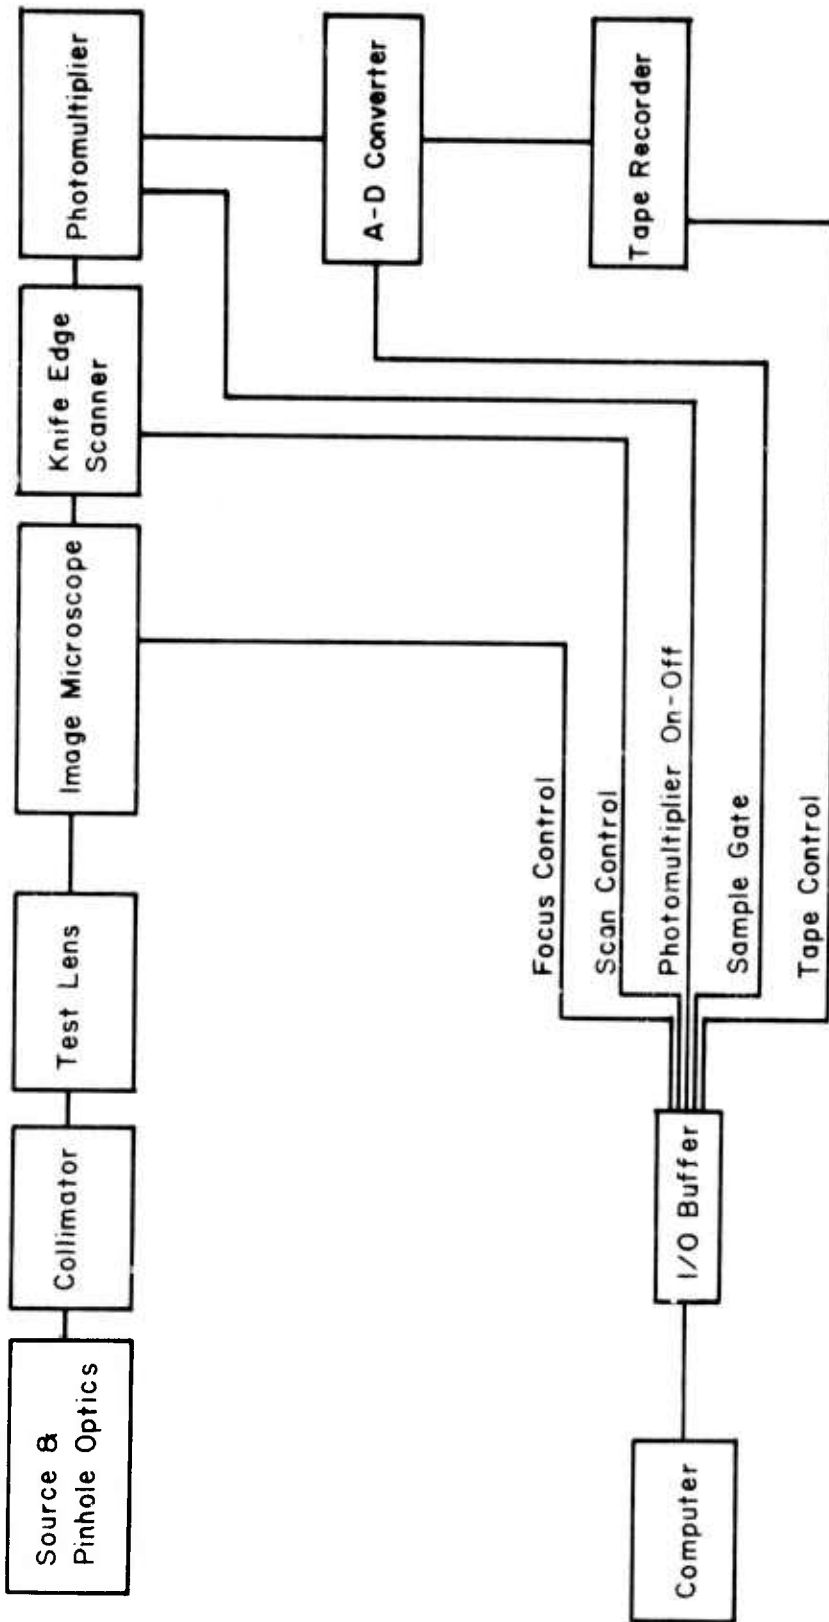 Source &
Pinhole Optics
Collimator
Test Lens
Image Microscope
Knife Edge
Scanner
Photomultiplier
A-D Converter
Tape Recorder
Focus Control
Scan Control
Photomultiplier On-Off
Sample Gate
Tape Control
I/O Buffer
Computer